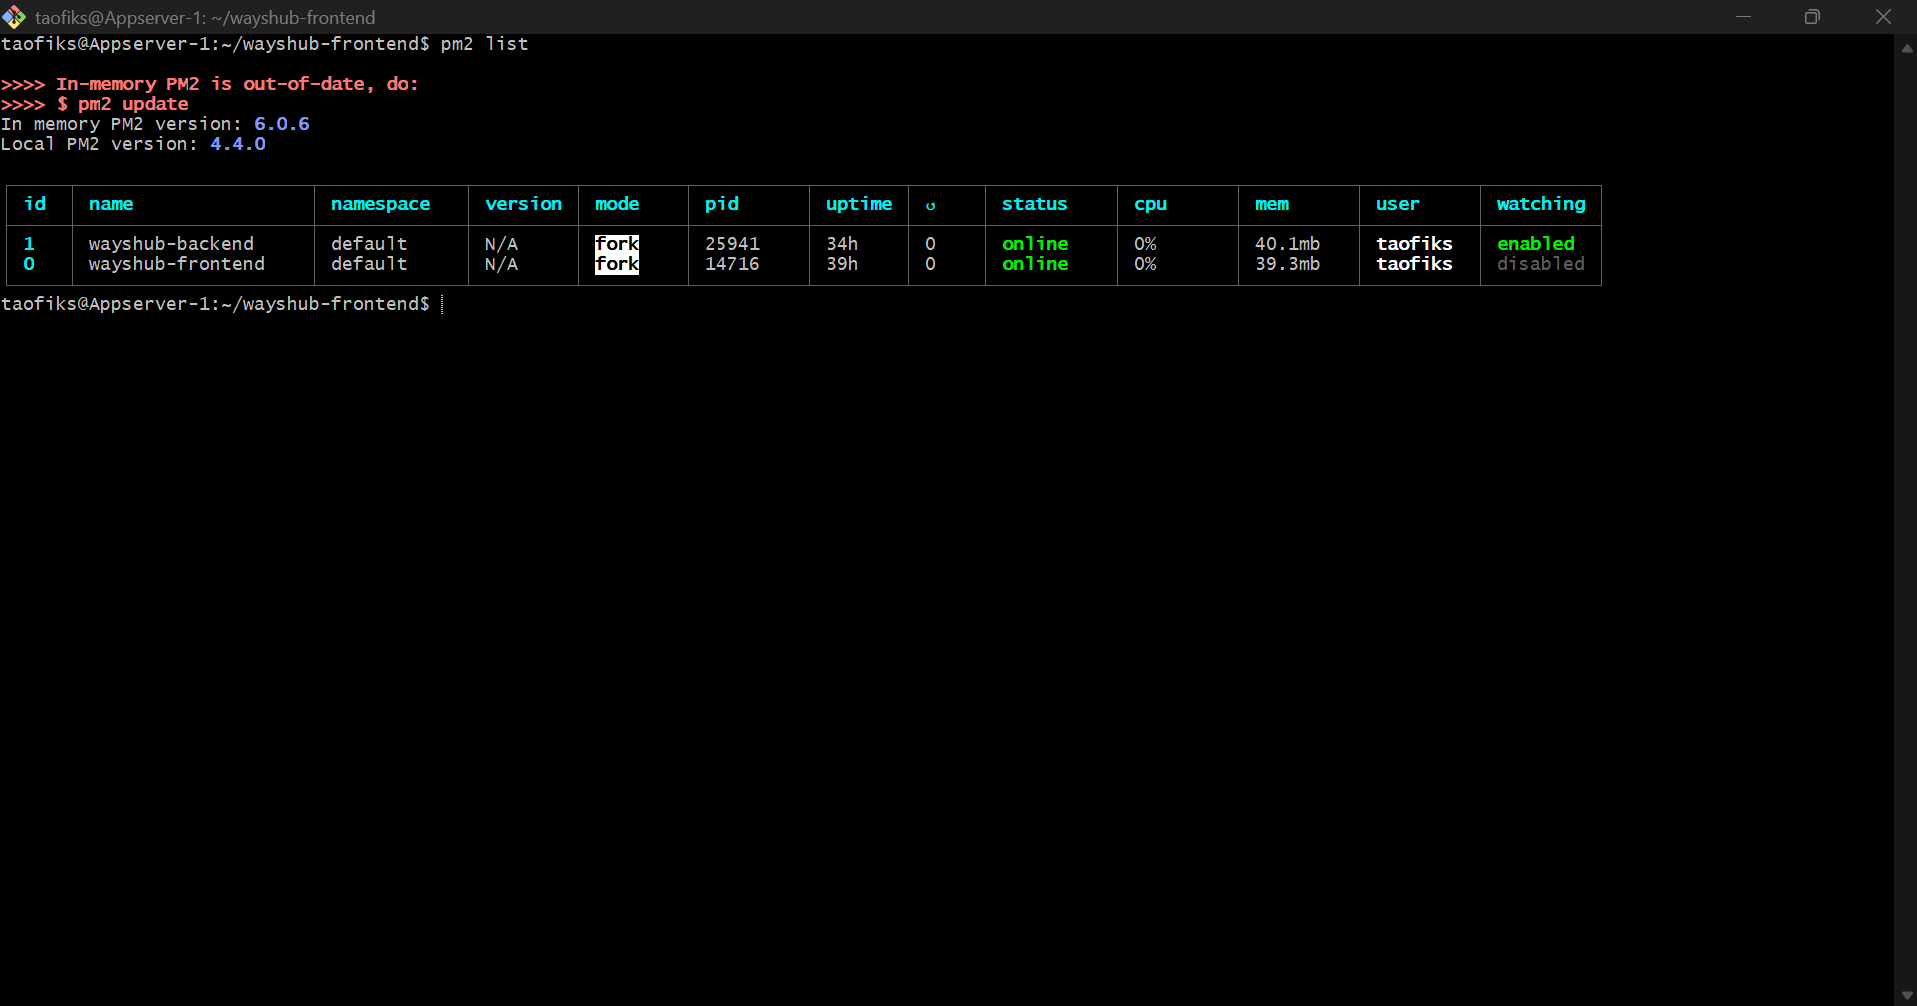 taofiks@Appserver-1: ~/wayshub-frontend
taofiks@Appserver-1:~/wayshub-frontend$ pm2 list
>>>> In-memory PM2 is out-of-date, do:
>>>> $ pm2 update
In memory PM2 version: 6.0.6
Local PM2 version: 4.4.0
id name namespace version mode pid uptime ↺ status cpu mem user watching
1 wayshub-backend default N/A fork 25941 34h 0 online 0% 40.1mb taofiks enabled
0 wayshub-frontend default N/A fork 14716 39h 0 online 0% 39.3mb taofiks disabled
taofiks@Appserver-1:~/wayshub-frontend$